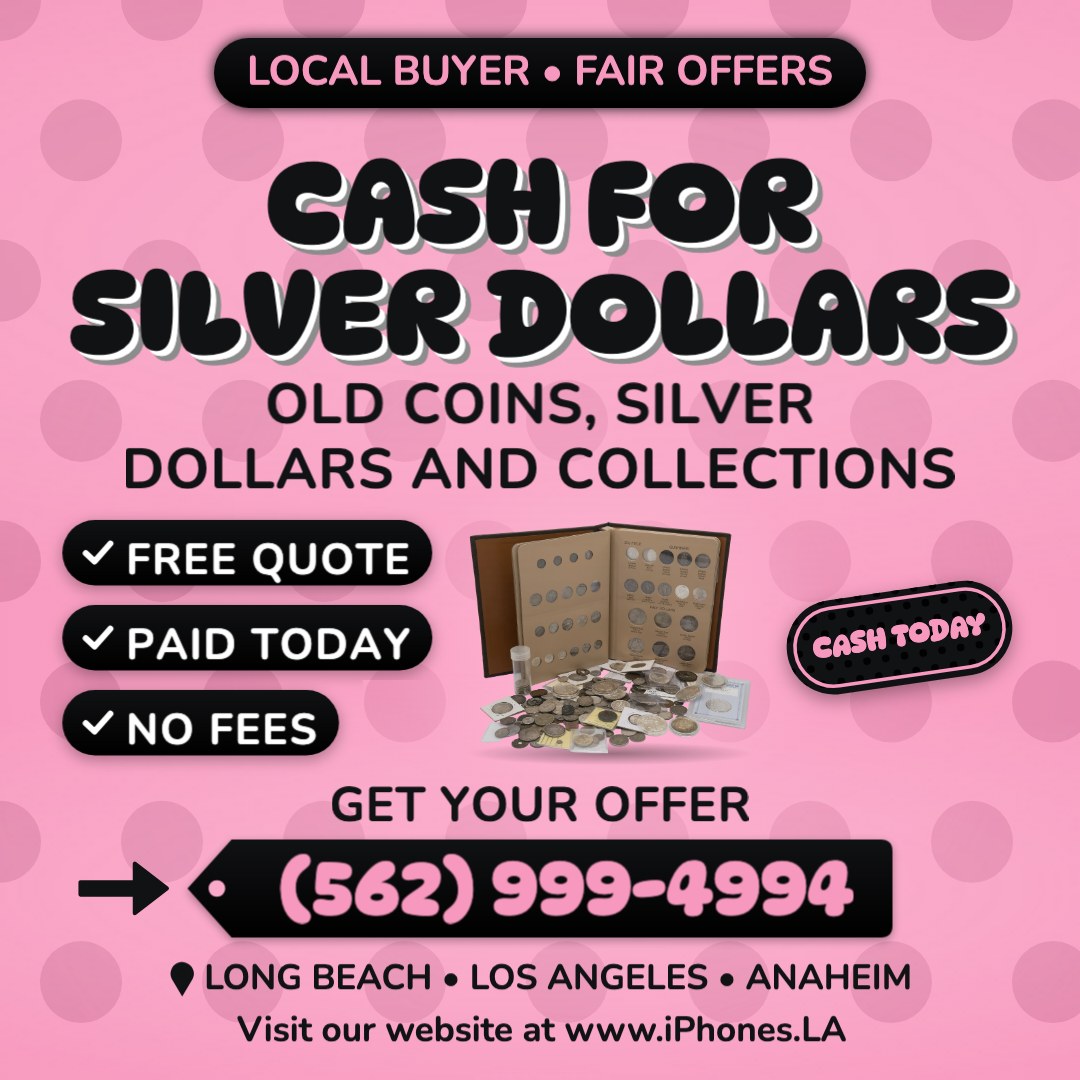 LOCAL BUYER • FAIR OFFERS
CASH FOR
SILVER DOLLARS
OLD COINS, SILVER
DOLLARS AND COLLECTIONS
✓ FREE QUOTE
✓ PAID TODAY
✓ NO FEES
CASH TODAY
GET YOUR OFFER
(562) 999-4994
LONG BEACH • LOS ANGELES • ANAHEIM
Visit our website at www.iPhones.LA